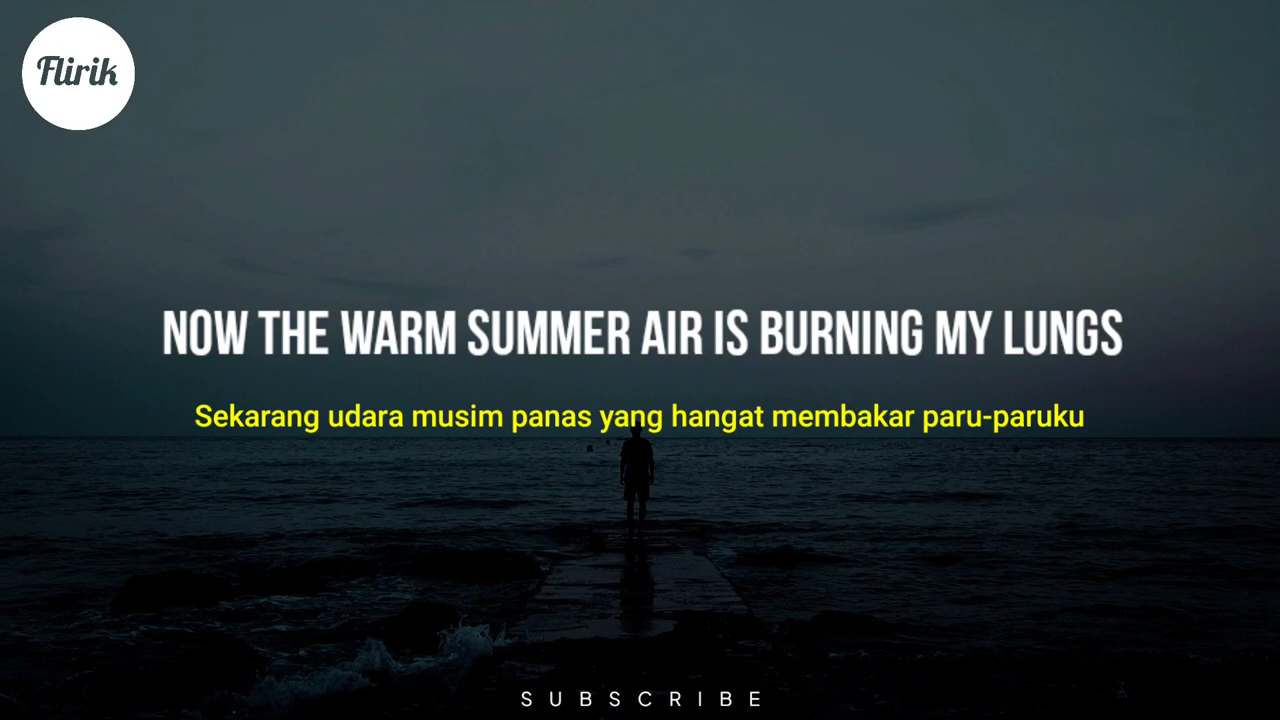 Flirik
NOW THE WARM SUMMER AIR IS BURNING MY LUNGS
Sekarang udara musim panas yang hangat membakar paru-paruku
SUBSCRIBE